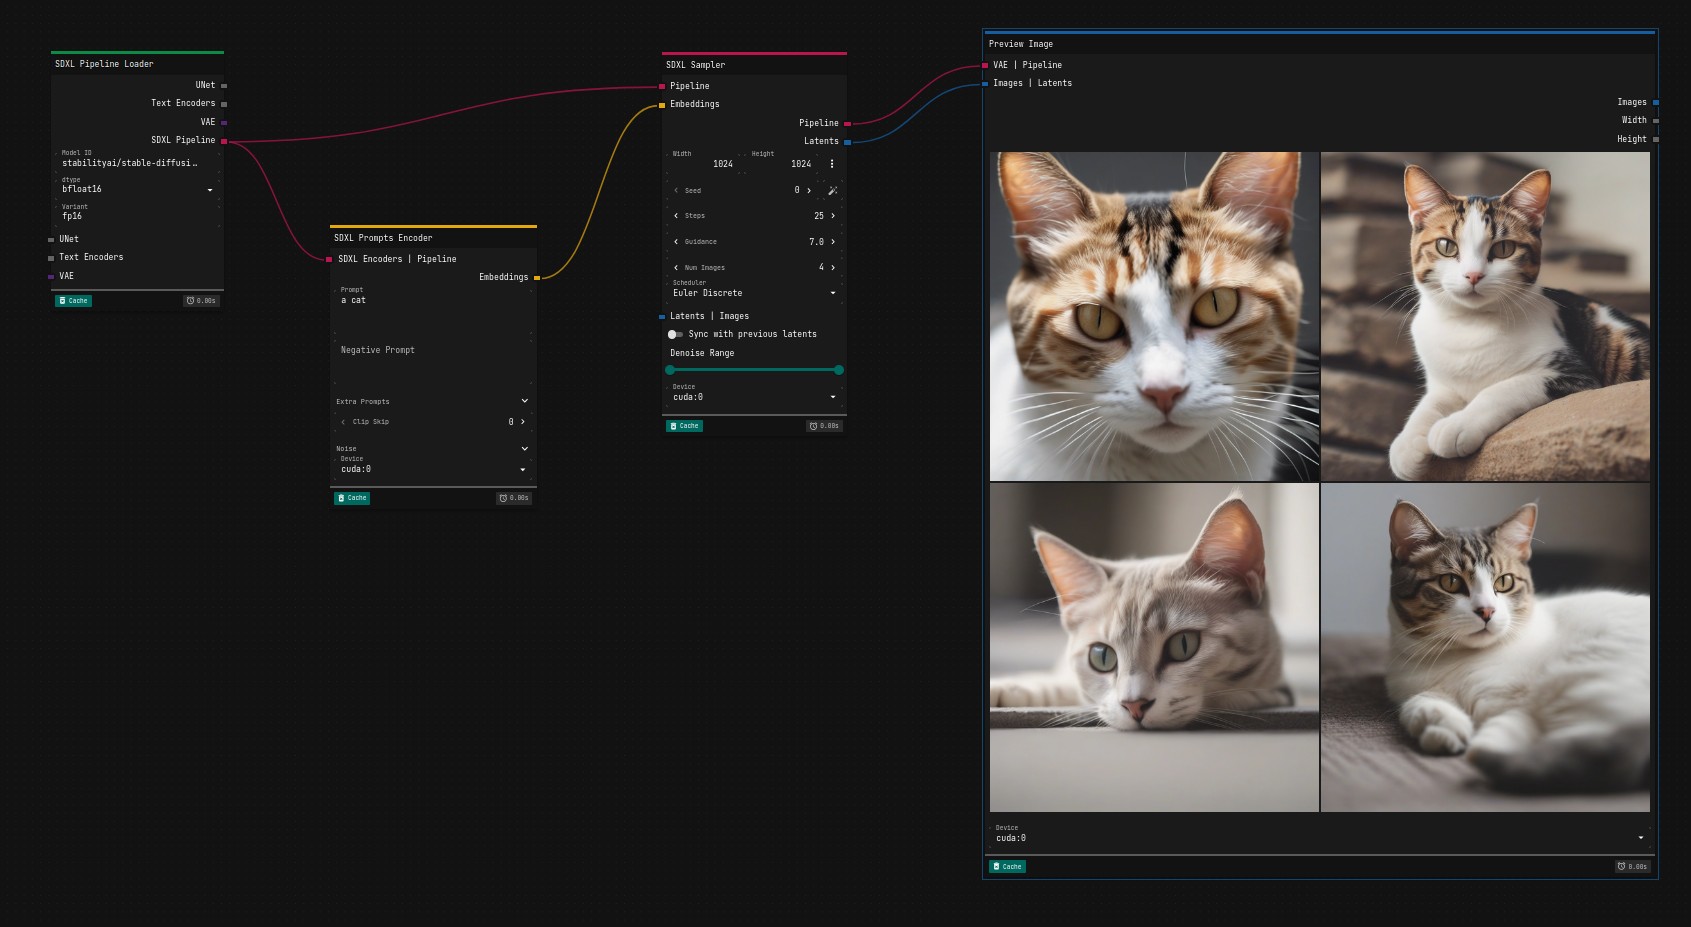 SDXL Pipeline Loader
UNet
Text Encoders
VAE
SDXL Pipeline
Model ID
stabilityai/stable-diffusi…
dtype
bfloat16
Variant
fp16
UNet
Text Encoders
VAE
Cache
0.00s
SDXL Prompts Encoder
SDXL Encoders | Pipeline
Embeddings
Prompt
a cat
Negative Prompt
Extra Prompts
Clip Skip 0
Noise
Device
cuda:0
Cache
0.00s
SDXL Sampler
Pipeline
Embeddings
Pipeline
Latents
Width Height
1024 1024
Seed 0
Steps 25
Guidance 7.0
Num Images 4
Scheduler
Euler Discrete
Latents | Images
Sync with previous latents
Denoise Range
Device
cuda:0
Cache
0.00s
Preview Image
VAE | Pipeline
Images | Latents
Images
Width
Height
Device
cuda:0
Cache
0.00s